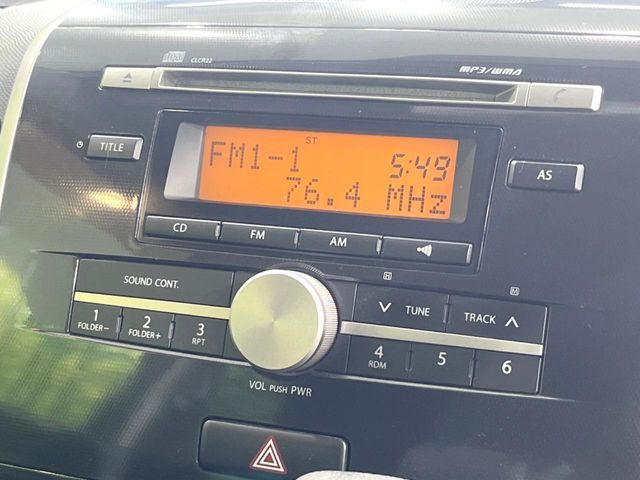 CLCR22
MP3/WMA
TITLE
ST
FM1-1 5:49
76.4 MHz
AS
CD FM AM
SOUND CONT.
H
M
TUNE TRACK
1 FOLDER-
2 FOLDER+
3 RPT
4 RDM
5
6
VOL PUSH PWR